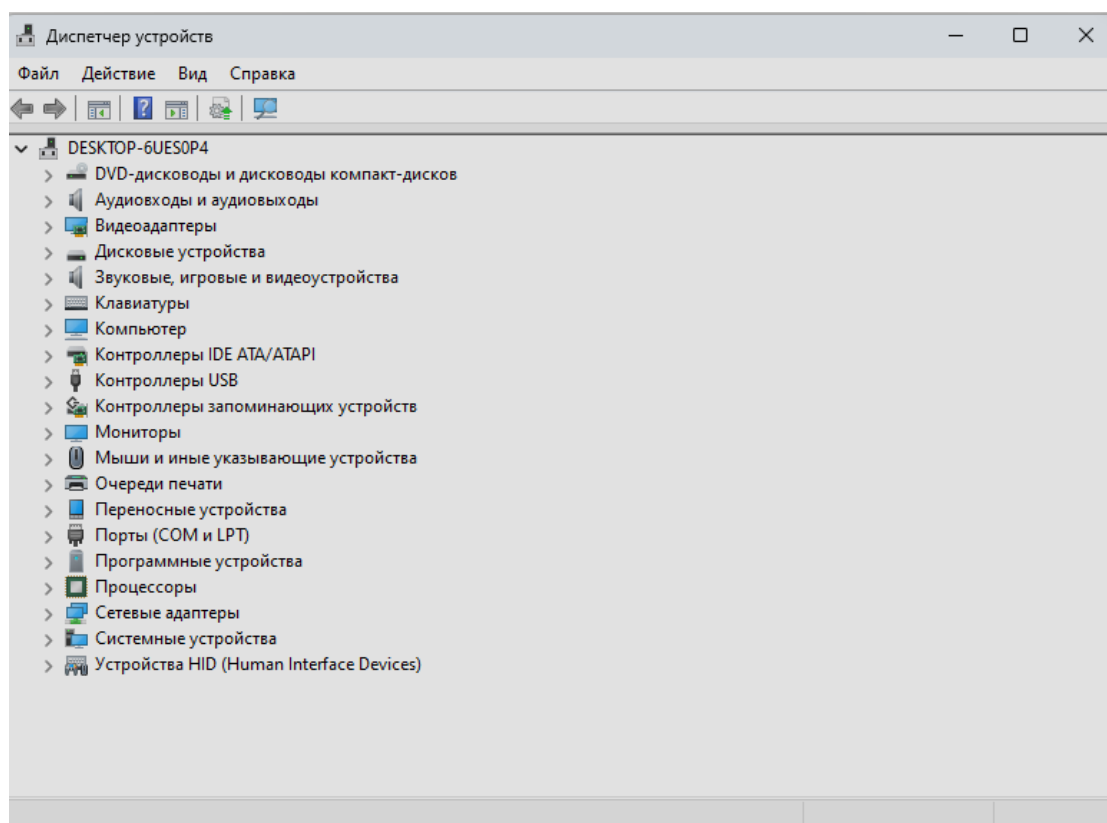 Диспетчер устройств
Файл Действие Вид Справка
DESKTOP-6UES0P4
DVD-дисководы и дисководы компакт-дисков
Аудиовходы и аудиовыходы
Видеоадаптеры
Дисковые устройства
Звуковые, игровые и видеоустройства
Клавиатуры
Компьютер
Контроллеры IDE ATA/ATAPI
Контроллеры USB
Контроллеры запоминающих устройств
Мониторы
Мыши и иные указывающие устройства
Очереди печати
Переносные устройства
Порты (COM и LPT)
Программные устройства
Процессоры
Сетевые адаптеры
Системные устройства
Устройства HID (Human Interface Devices)